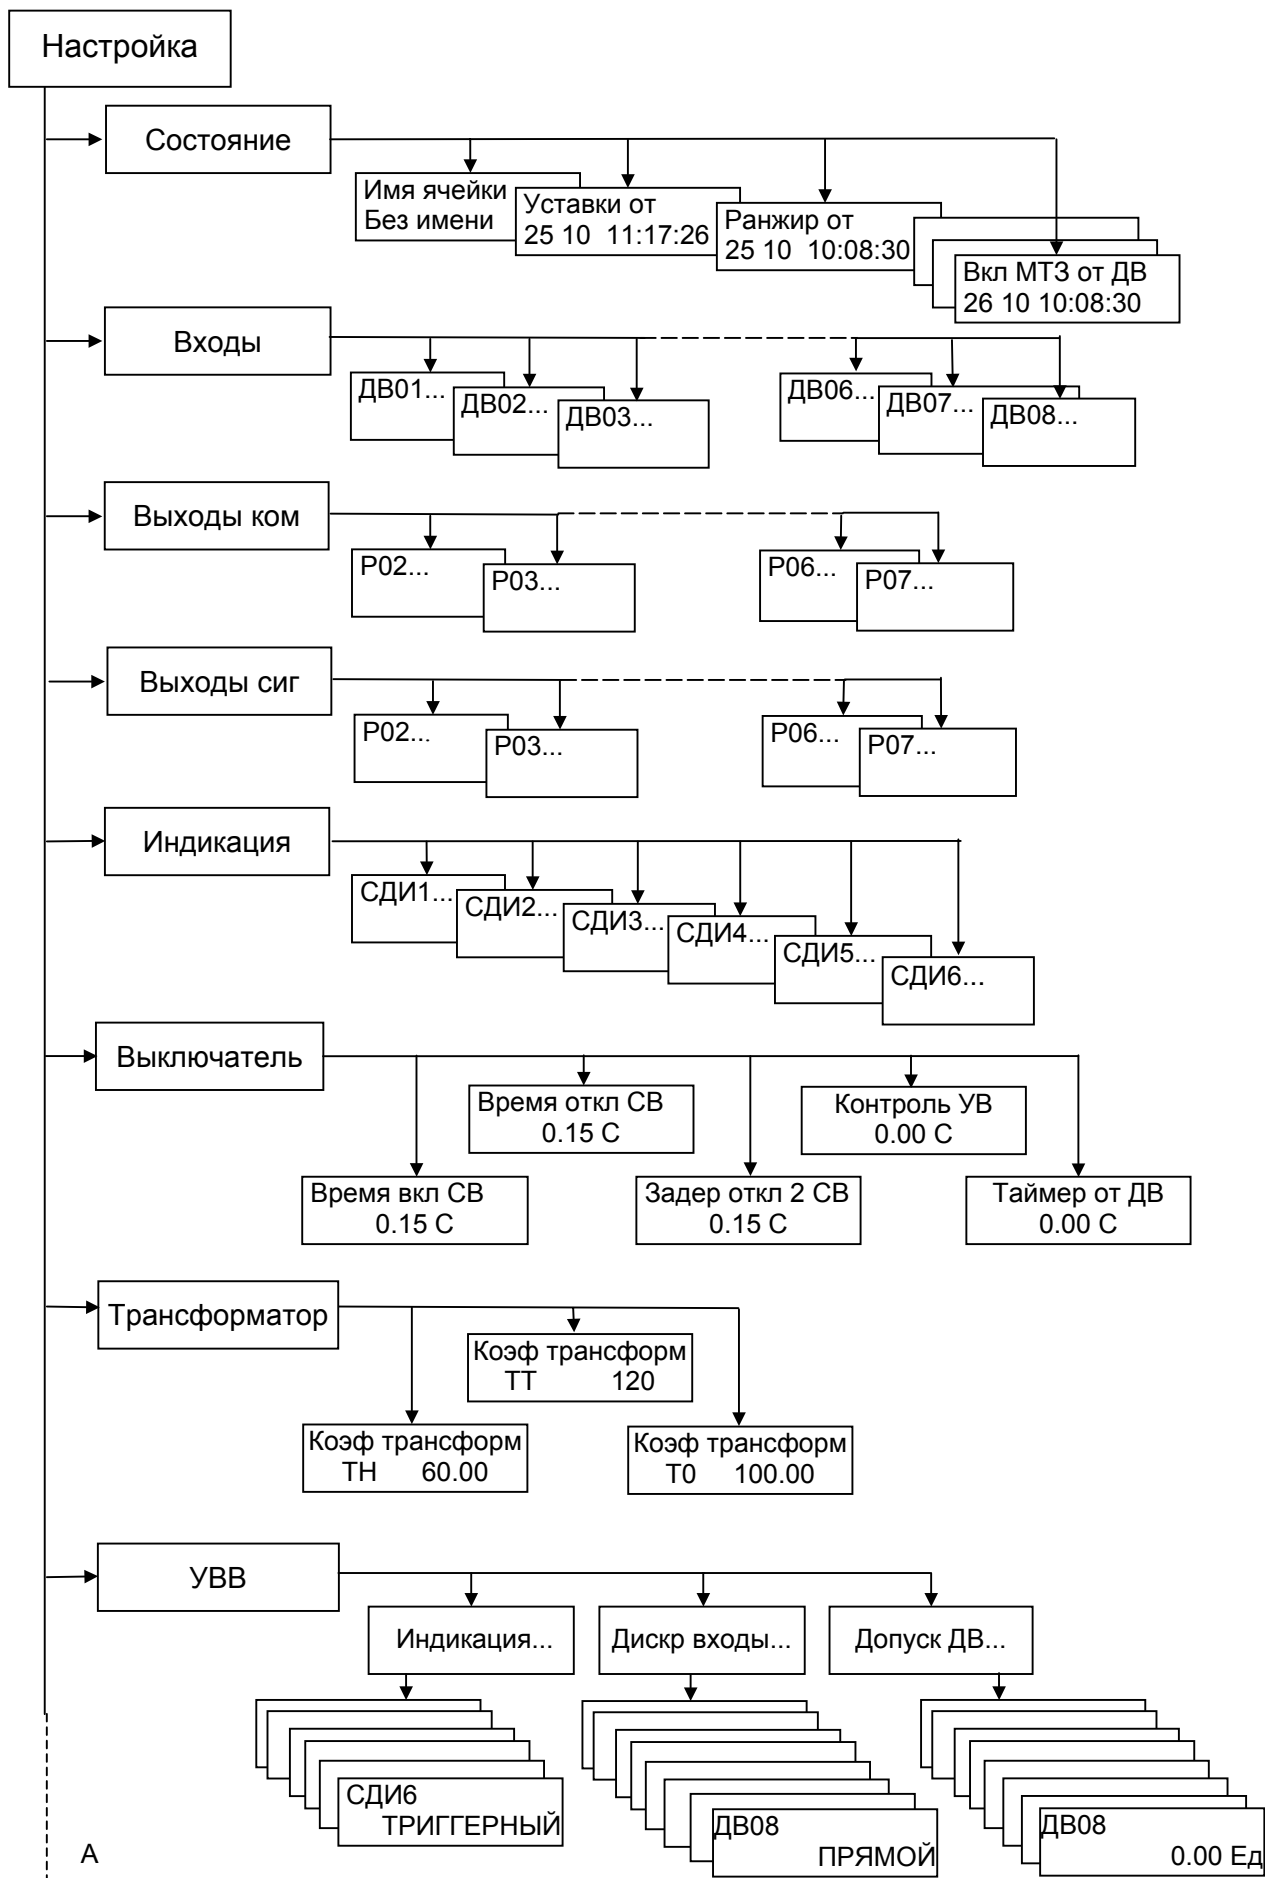 Настройка
Состояние
Имя ячейки
Без имени
Уставки от
25 10 11:17:26
Ранжир от
25 10 10:08:30
Вкл МТЗ от ДВ
26 10 10:08:30
Входы
ДВ01...
ДВ02...
ДВ03...
ДВ06...
ДВ07...
ДВ08...
Выходы ком
Р02...
Р03...
Р06...
Р07...
Выходы сиг
Р02...
Р03...
Р06...
Р07...
Индикация
СДИ1...
СДИ2...
СДИ3...
СДИ4...
СДИ5...
СДИ6...
Выключатель
Время откл СВ
0.15 С
Контроль УВ
0.00 С
Время вкл СВ
0.15 С
Задер откл 2 СВ
0.15 С
Таймер от ДВ
0.00 С
Трансформатор
Коэф трансформ
ТТ 120
Коэф трансформ
ТН 60.00
Коэф трансформ
Т0 100.00
УВВ
Индикация...
Дискр входы...
Допуск ДВ...
СДИ6
ТРИГГЕРНЫЙ
ДВ08
ПРЯМОЙ
ДВ08
0.00 Ед
А